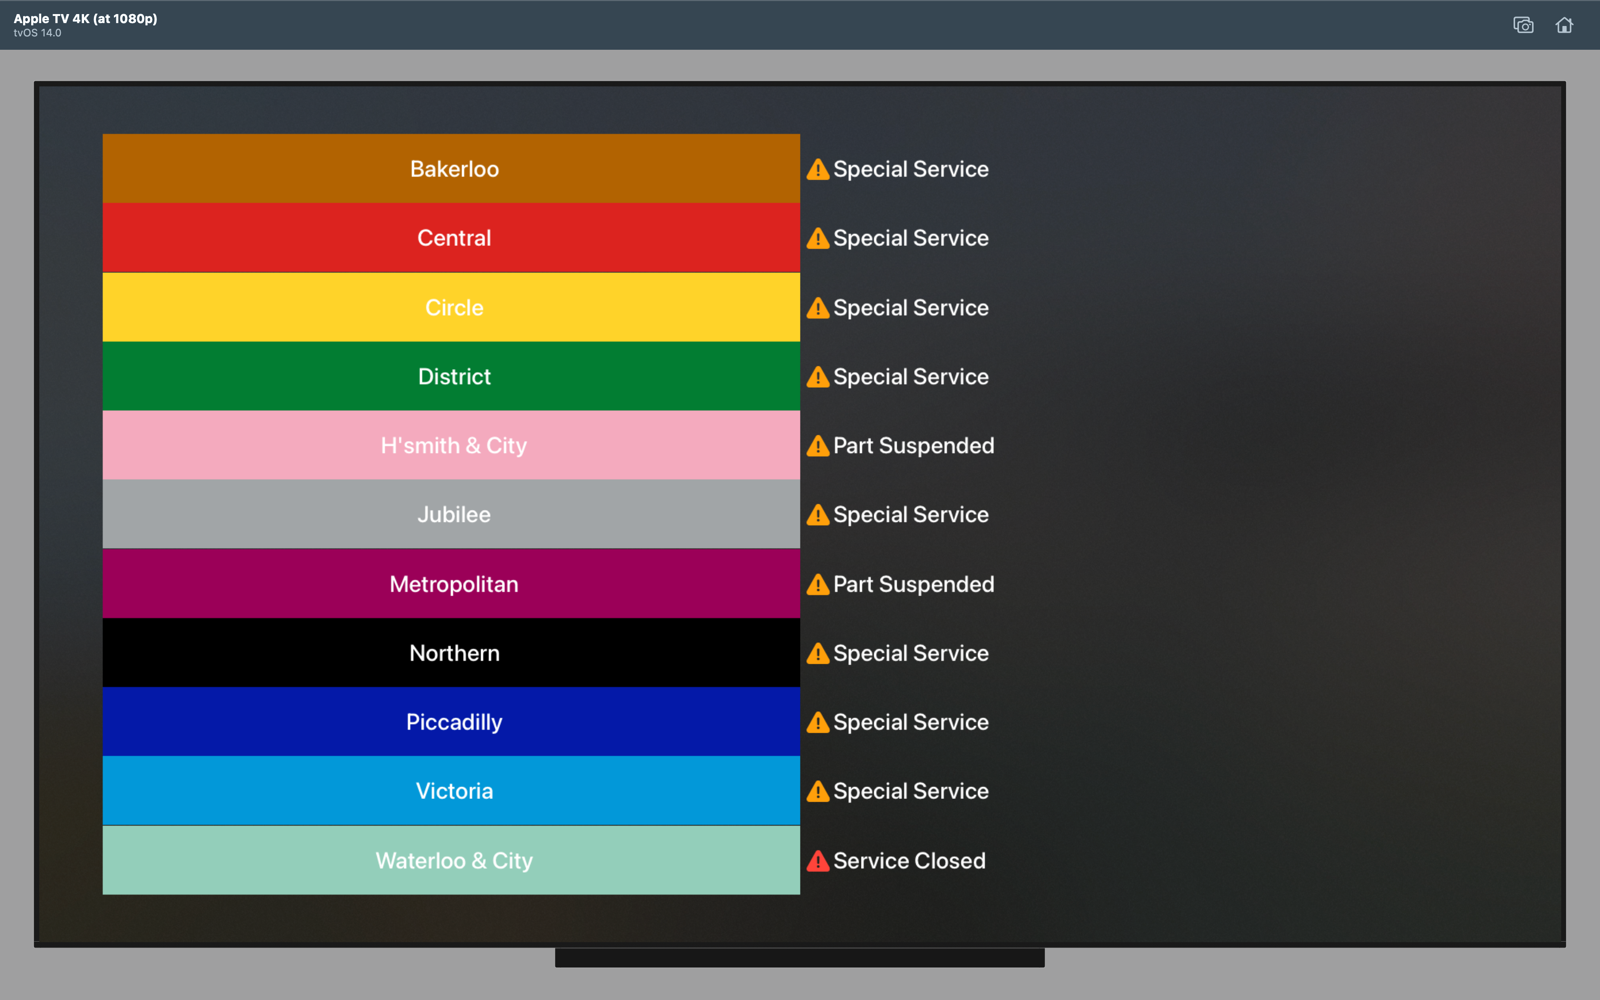 Apple TV 4K (at 1080p)
tvOS 14.0
Bakerloo Special Service
Central Special Service
Circle Special Service
District Special Service
H'smith & City Part Suspended
Jubilee Special Service
Metropolitan Part Suspended
Northern Special Service
Piccadilly Special Service
Victoria Special Service
Waterloo & City Service Closed